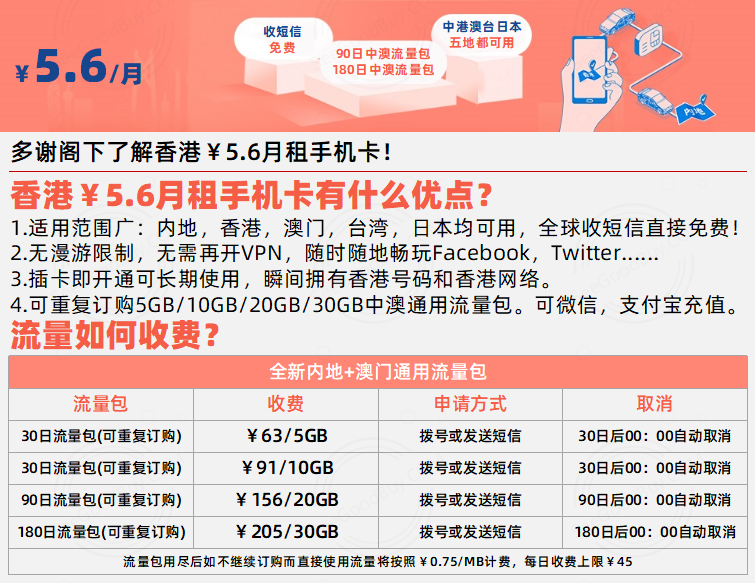 ¥5.6/月
收短信
免费
90日中澳流量包
180日中澳流量包
中港澳台日本
五地都可用
多谢阁下了解香港￥5.6月租手机卡！
香港￥5.6月租手机卡有什么优点？
1.适用范围广：内地，香港，澳门，台湾，日本均可用，全球收短信直接免费！
2.无漫游限制，无需再开VPN，随时随地畅玩Facebook，Twitter......
3.插卡即开通可长期使用，瞬间拥有香港号码和香港网络。
4.可重复订购5GB/10GB/20GB/30GB中澳通用流量包。可微信，支付宝充值。
流量如何收费？
全新内地+澳门通用流量包
流量包 收费 申请方式 取消
30日流量包(可重复订购) ￥63/5GB 拨号或发送短信 30日后00：00自动取消
30日流量包(可重复订购) ￥91/10GB 拨号或发送短信 30日后00：00自动取消
90日流量包(可重复订购) ￥156/20GB 拨号或发送短信 90日后00：00自动取消
180日流量包(可重复订购) ￥205/30GB 拨号或发送短信 180日后00：00自动取消
流量包用尽后如不继续订购而直接使用流量将按照￥0.75/MB计费，每日收费上限￥45